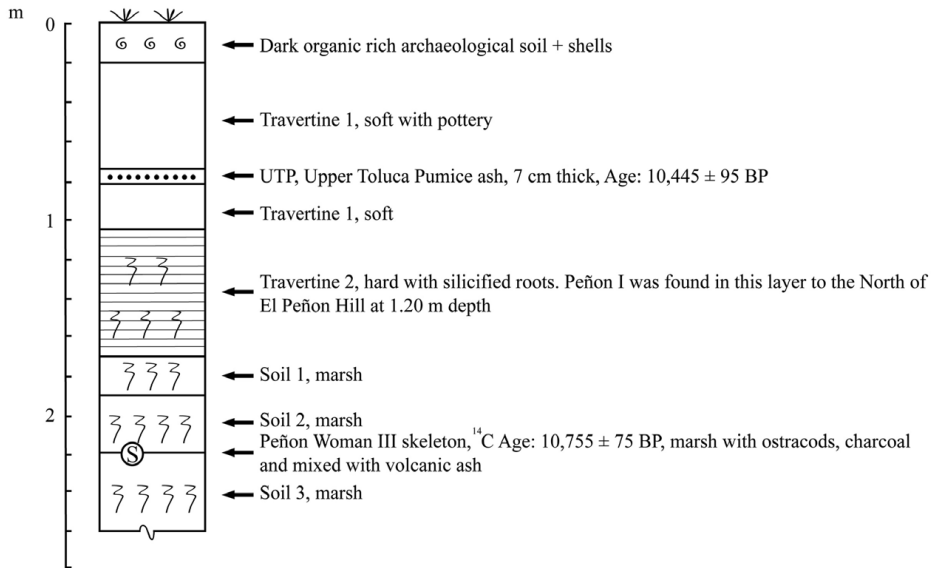 m
0
Dark organic rich archaeological soil + shells
Travertine 1, soft with pottery
UTP, Upper Toluca Pumice ash, 7 cm thick, Age: 10,445 ± 95 BP
1
Travertine 1, soft
Travertine 2, hard with silicified roots. Peñon I was found in this layer to the North of
El Peñon Hill at 1.20 m depth
Soil 1, marsh
2
Soil 2, marsh
Peñon Woman III skeleton, ¹⁴C Age: 10,755 ± 75 BP, marsh with ostracods, charcoal
and mixed with volcanic ash
S
Soil 3, marsh